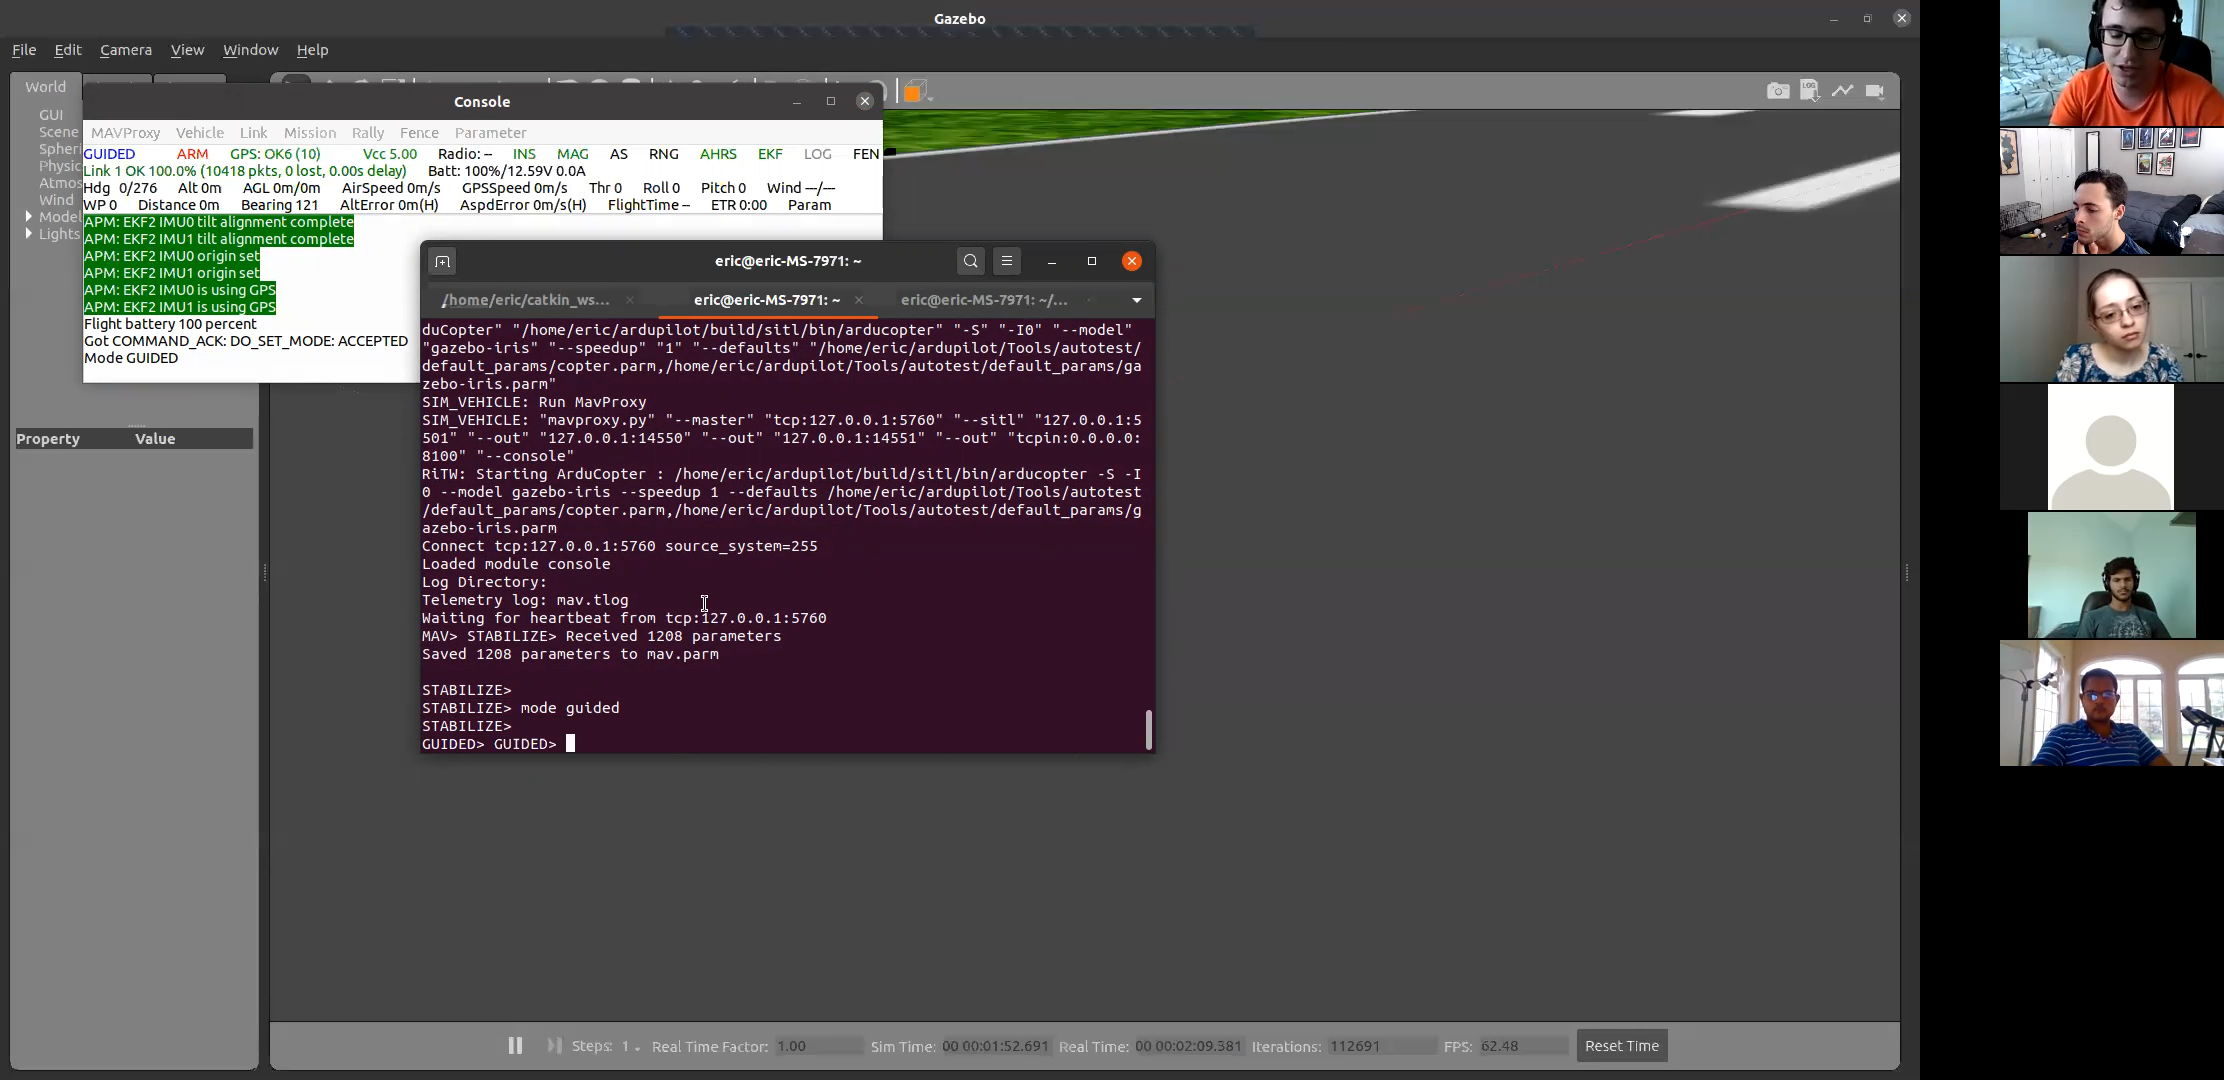 Gazebo
File Edit Camera View Window Help
World
GUI
Scene
Spheri
Physic
Atmos
Wind
Model
Lights
Property Value
Console
MAVProxy Vehicle Link Mission Rally Fence Parameter
GUIDED ARM GPS: OK6 (10) Vcc 5.00 Radio: -- INS MAG AS RNG AHRS EKF LOG FEN
Link 1 OK 100.0% (10418 pkts, 0 lost, 0.00s delay) Batt: 100%/12.59V 0.0A
Hdg 0/276 Alt 0m AGL 0m/0m AirSpeed 0m/s GPSSpeed 0m/s Thr 0 Roll 0 Pitch 0 Wind ---/---
WP 0 Distance 0m Bearing 121 AltError 0m(H) AspdError 0m/s(H) FlightTime -- ETR 0:00 Param
APM: EKF2 IMU0 tilt alignment complete
APM: EKF2 IMU1 tilt alignment complete
APM: EKF2 IMU0 origin set
APM: EKF2 IMU1 origin set
APM: EKF2 IMU0 is using GPS
APM: EKF2 IMU1 is using GPS
Flight battery 100 percent
Got COMMAND_ACK: DO_SET_MODE: ACCEPTED
Mode GUIDED
eric@eric-MS-7971: ~
/home/eric/catkin_ws... eric@eric-MS-7971: ~ eric@eric-MS-7971: ~/...
duCopter" "/home/eric/ardupilot/build/sitl/bin/arducopter" "-S" "-I0" "--model"
"gazebo-iris" "--speedup" "1" "--defaults" "/home/eric/ardupilot/Tools/autotest/
default_params/copter.parm,/home/eric/ardupilot/Tools/autotest/default_params/ga
zebo-iris.parm"
SIM_VEHICLE: Run MavProxy
SIM_VEHICLE: "mavproxy.py" "--master" "tcp:127.0.0.1:5760" "--sitl" "127.0.0.1:5
501" "--out" "127.0.0.1:14550" "--out" "127.0.0.1:14551" "--out" "tcpin:0.0.0.0:
8100" "--console"
RiTW: Starting ArduCopter : /home/eric/ardupilot/build/sitl/bin/arducopter -S -I
0 --model gazebo-iris --speedup 1 --defaults /home/eric/ardupilot/Tools/autotest
/default_params/copter.parm,/home/eric/ardupilot/Tools/autotest/default_params/g
azebo-iris.parm
Connect tcp:127.0.0.1:5760 source_system=255
Loaded module console
Log Directory:
Telemetry log: mav.tlog
Waiting for heartbeat from tcp:127.0.0.1:5760
MAV> STABILIZE> Received 1208 parameters
Saved 1208 parameters to mav.parm
STABILIZE>
STABILIZE> mode guided
STABILIZE>
GUIDED> GUIDED>
Steps: 1 Real Time Factor: 1.00 Sim Time: 00 00:01:52.691 Real Time: 00 00:02:09.381 Iterations: 112691 FPS: 62.48 Reset Time